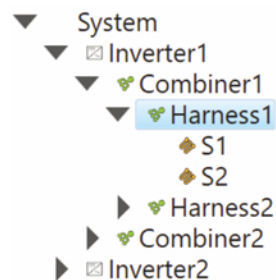 System
Inverter1
Combiner1
Harness1
S1
S2
Harness2
Combiner2
Inverter2